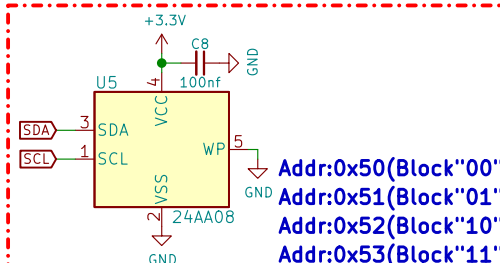 +3.3V
C8
GND
100nf
U5
4
VCC
SDA
3
SDA
SCL
1
SCL
WP
5
GND
VSS
2
24AA08
GND
Addr:0x50(Block"00"
Addr:0x51(Block"01"
Addr:0x52(Block"10"
Addr:0x53(Block"11"